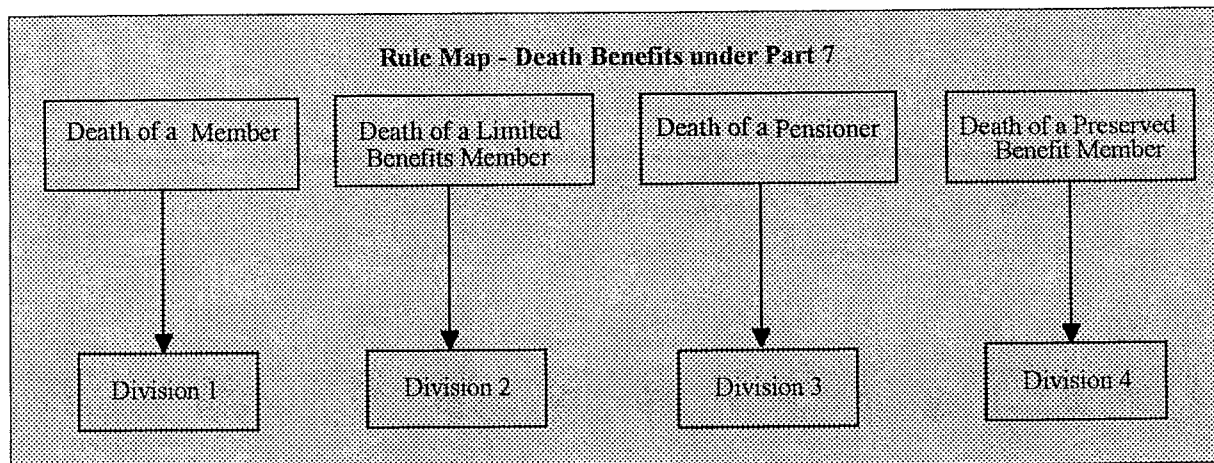 Rule Map - Death Benefits under Part 7
Death of a Member
Death of a Limited
Benefits Member
Death of a Pensioner
Death of a Preserved
Benefit Member
Division 1
Division 2
Division 3
Division 4